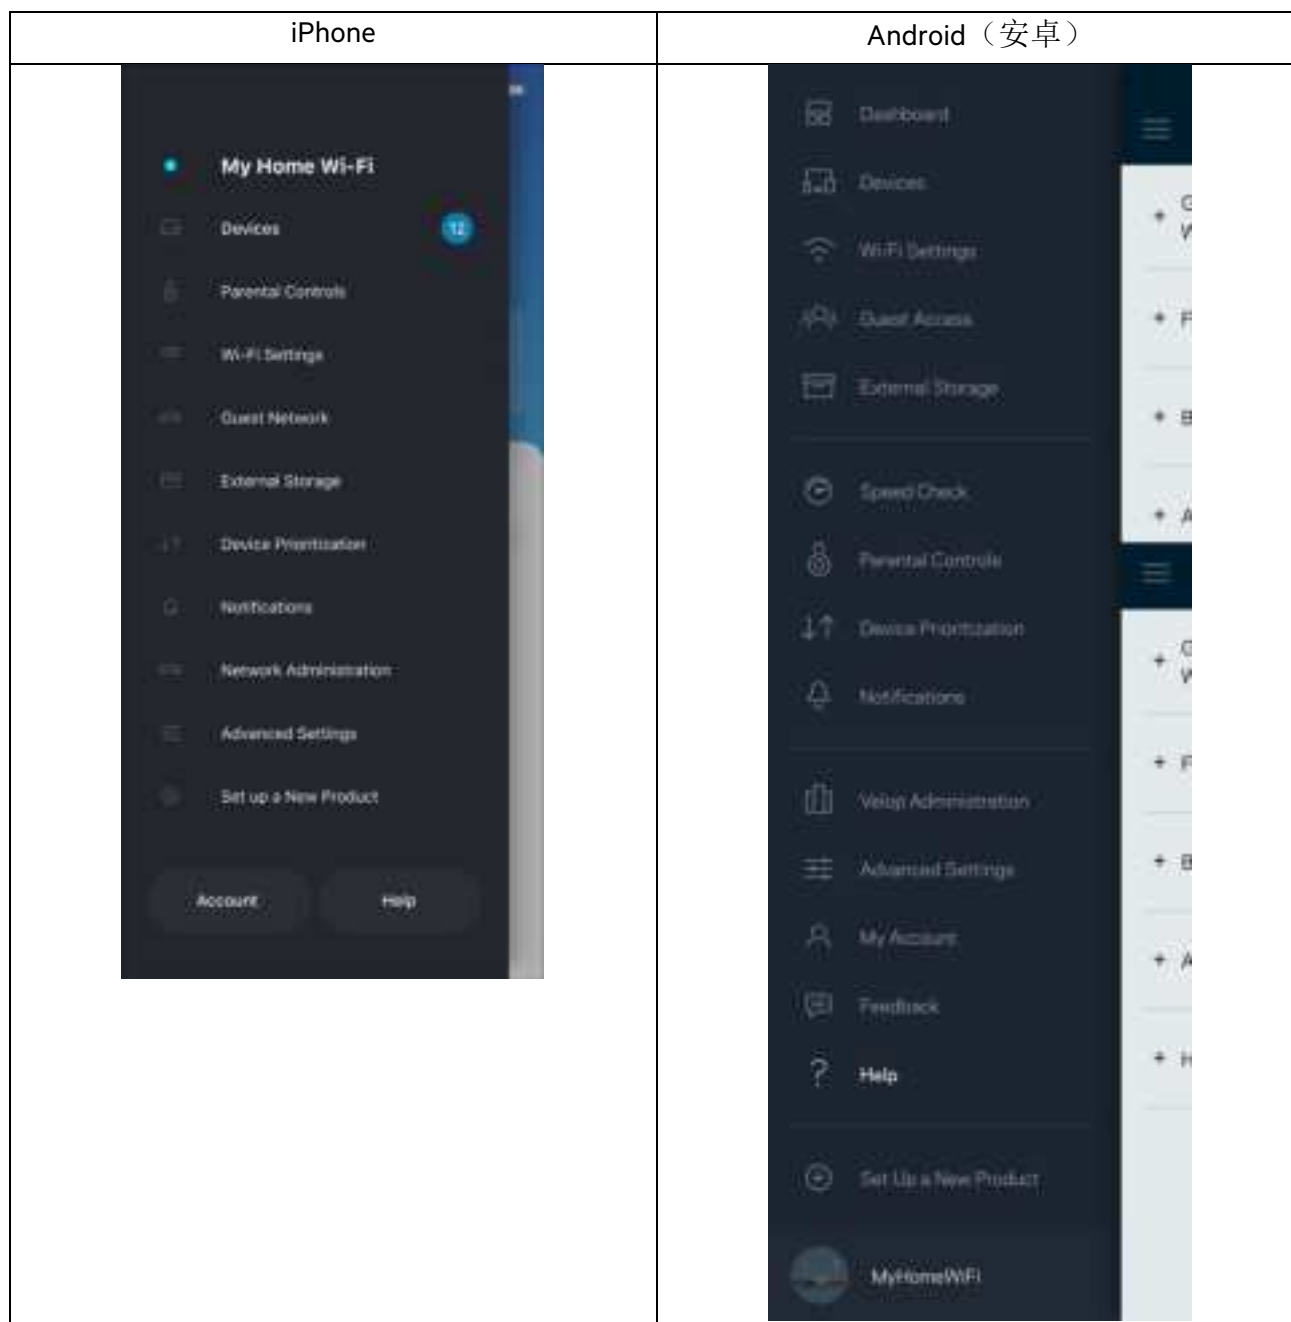 iPhone
Android（安卓）
My Home Wi-Fi
Devices
12
Parental Controls
Wi-Fi Settings
Guest Network
External Storage
Device Prioritization
Notifications
Network Administration
Advanced Settings
Set up a New Product
Account
Help
Dashboard
Devices
Wi-Fi Settings
Guest Access
External Storage
Speed Check
Parental Controls
Device Prioritization
Notifications
Velop Administration
Advanced Settings
My Account
Feedback
Help
Set Up a New Product
MyHomeWiFi
+ F
+ B
+ A
+ F
+ B
+ A
+ H